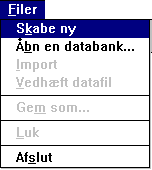 Filer
Skabe ny
Åbn en databank...
Import
Vedhæft datafil
Gem som...
Luk
Afslut